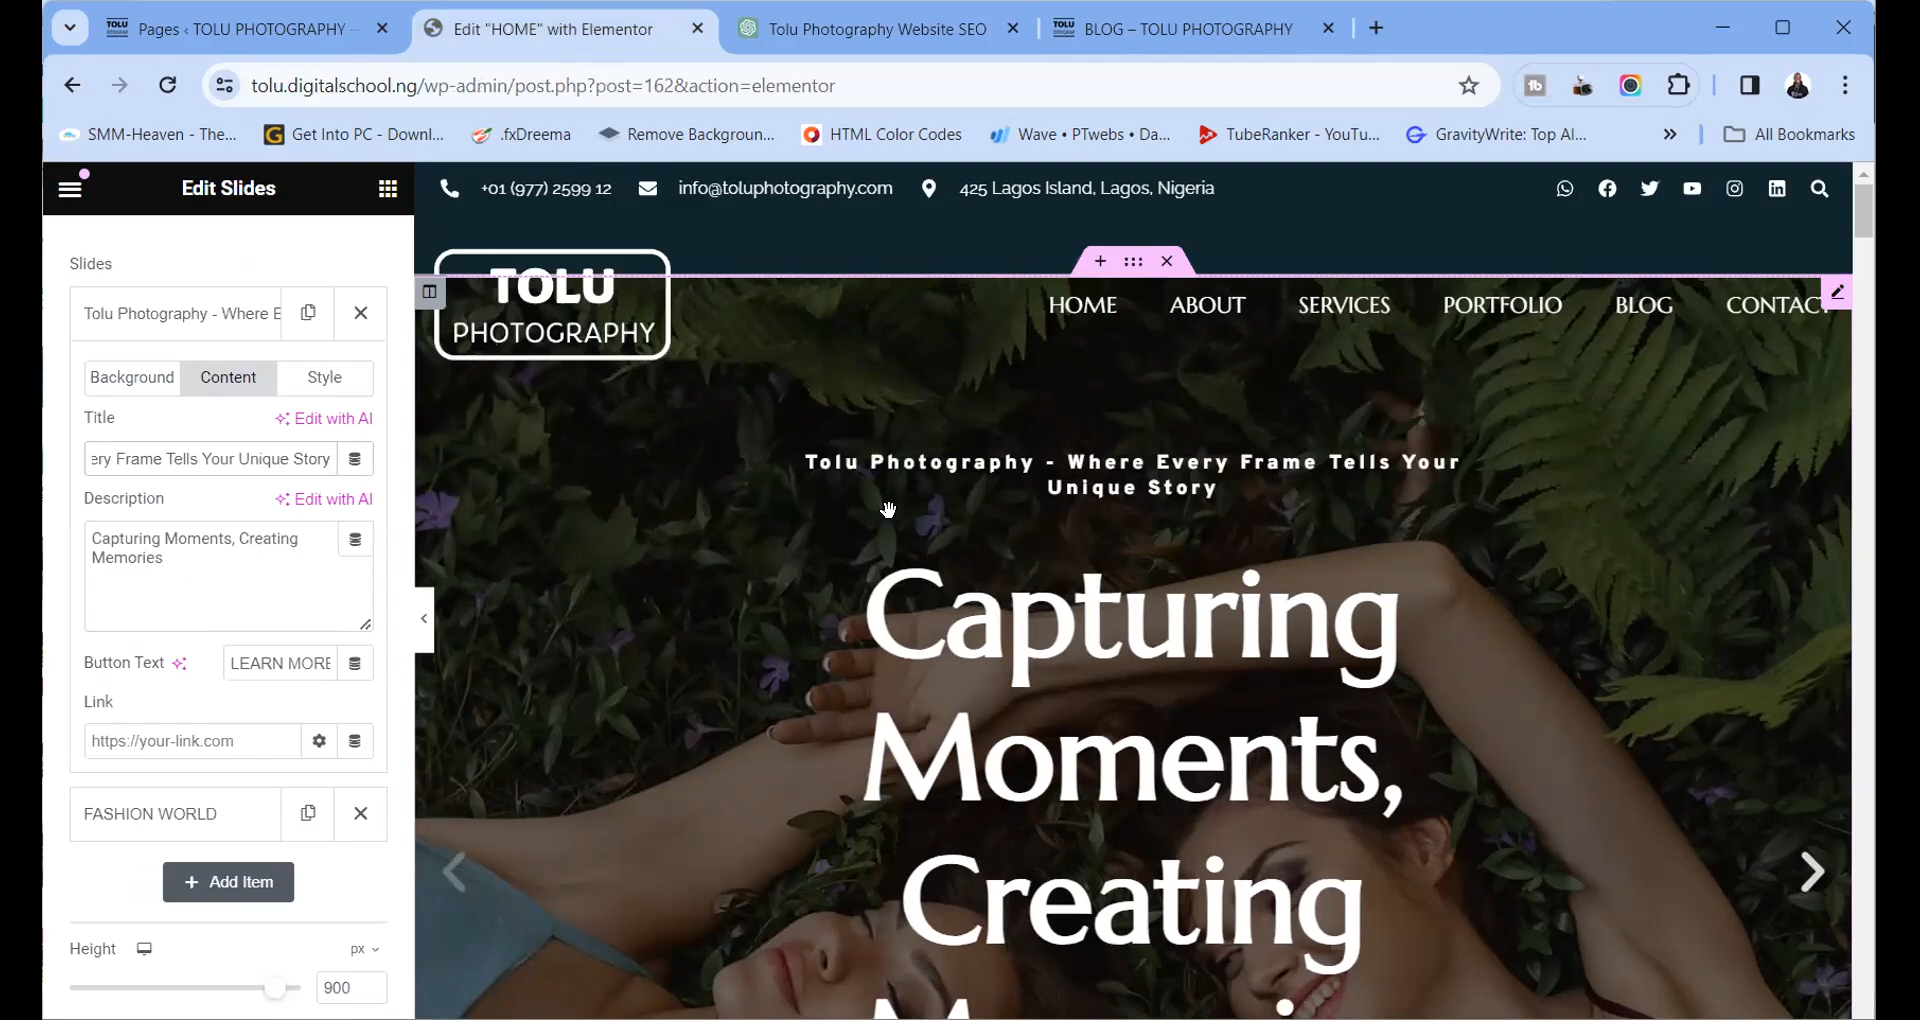 TOLU
Pages ‹ TOLU PHOTOGRAPHY –
Edit "HOME" with Elementor
Tolu Photography Website SEO
TOLU
BLOG – TOLU PHOTOGRAPHY
tolu.digitalschool.ng/wp-admin/post.php?post=162&action=elementor
tb
SMM-Heaven - The...
Get Into PC - Downl...
.fxDreema
Remove Backgroun...
HTML Color Codes
Wave • PTwebs • Da...
TubeRanker - YouTu...
GravityWrite: Top AI...
»
All Bookmarks
Edit Slides
+01 (977) 2599 12
info@toluphotography.com
425 Lagos Island, Lagos, Nigeria
Slides
Tolu Photography - Where E
Background
Content
Style
Title
Edit with AI
ery Frame Tells Your Unique Story
Description
Edit with AI
Capturing Moments, Creating
Memories
Button Text
LEARN MORE
Link
https://your-link.com
FASHION WORLD
+ Add Item
Height
px
900
TOLU
PHOTOGRAPHY
HOME
ABOUT
SERVICES
PORTFOLIO
BLOG
CONTACT
Tolu Photography - Where Every Frame Tells Your
Unique Story
Capturing
Moments,
Creating